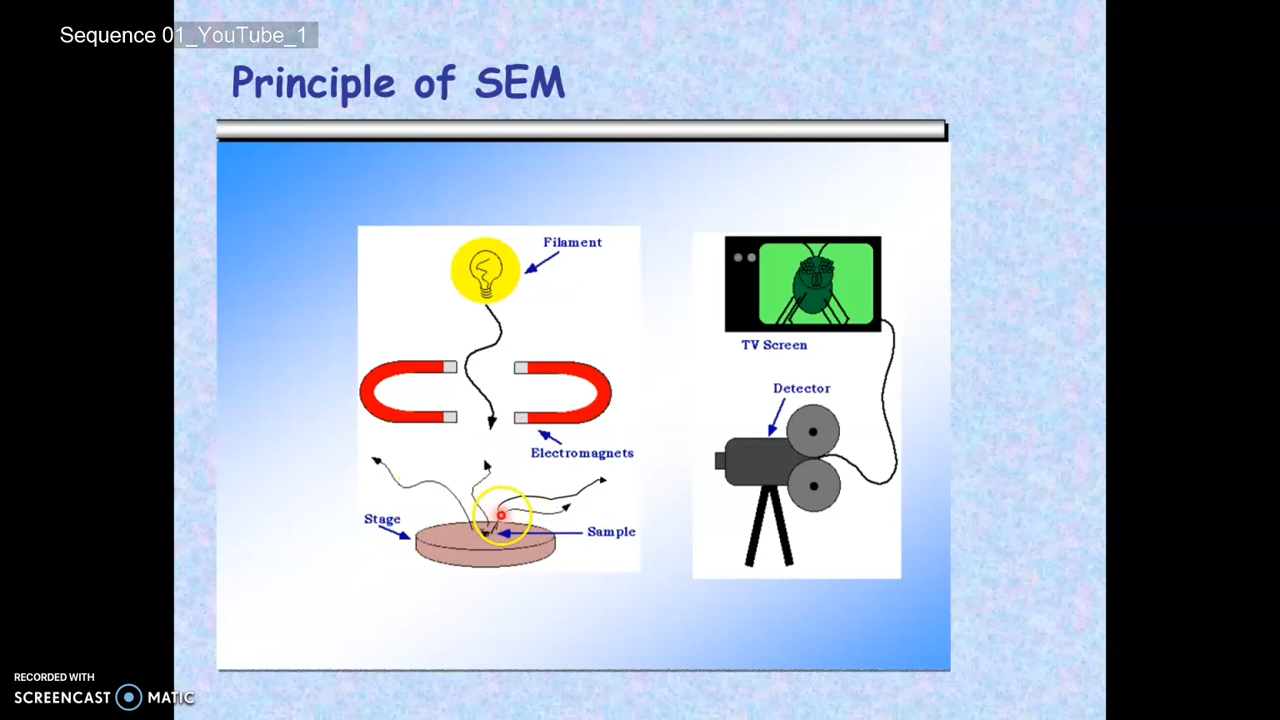 Sequence 01_YouTube_1
Principle of SEM
Filament
Electromagnets
Stage
Sample
TV Screen
Detector
RECORDED WITH
SCREENCAST MATIC